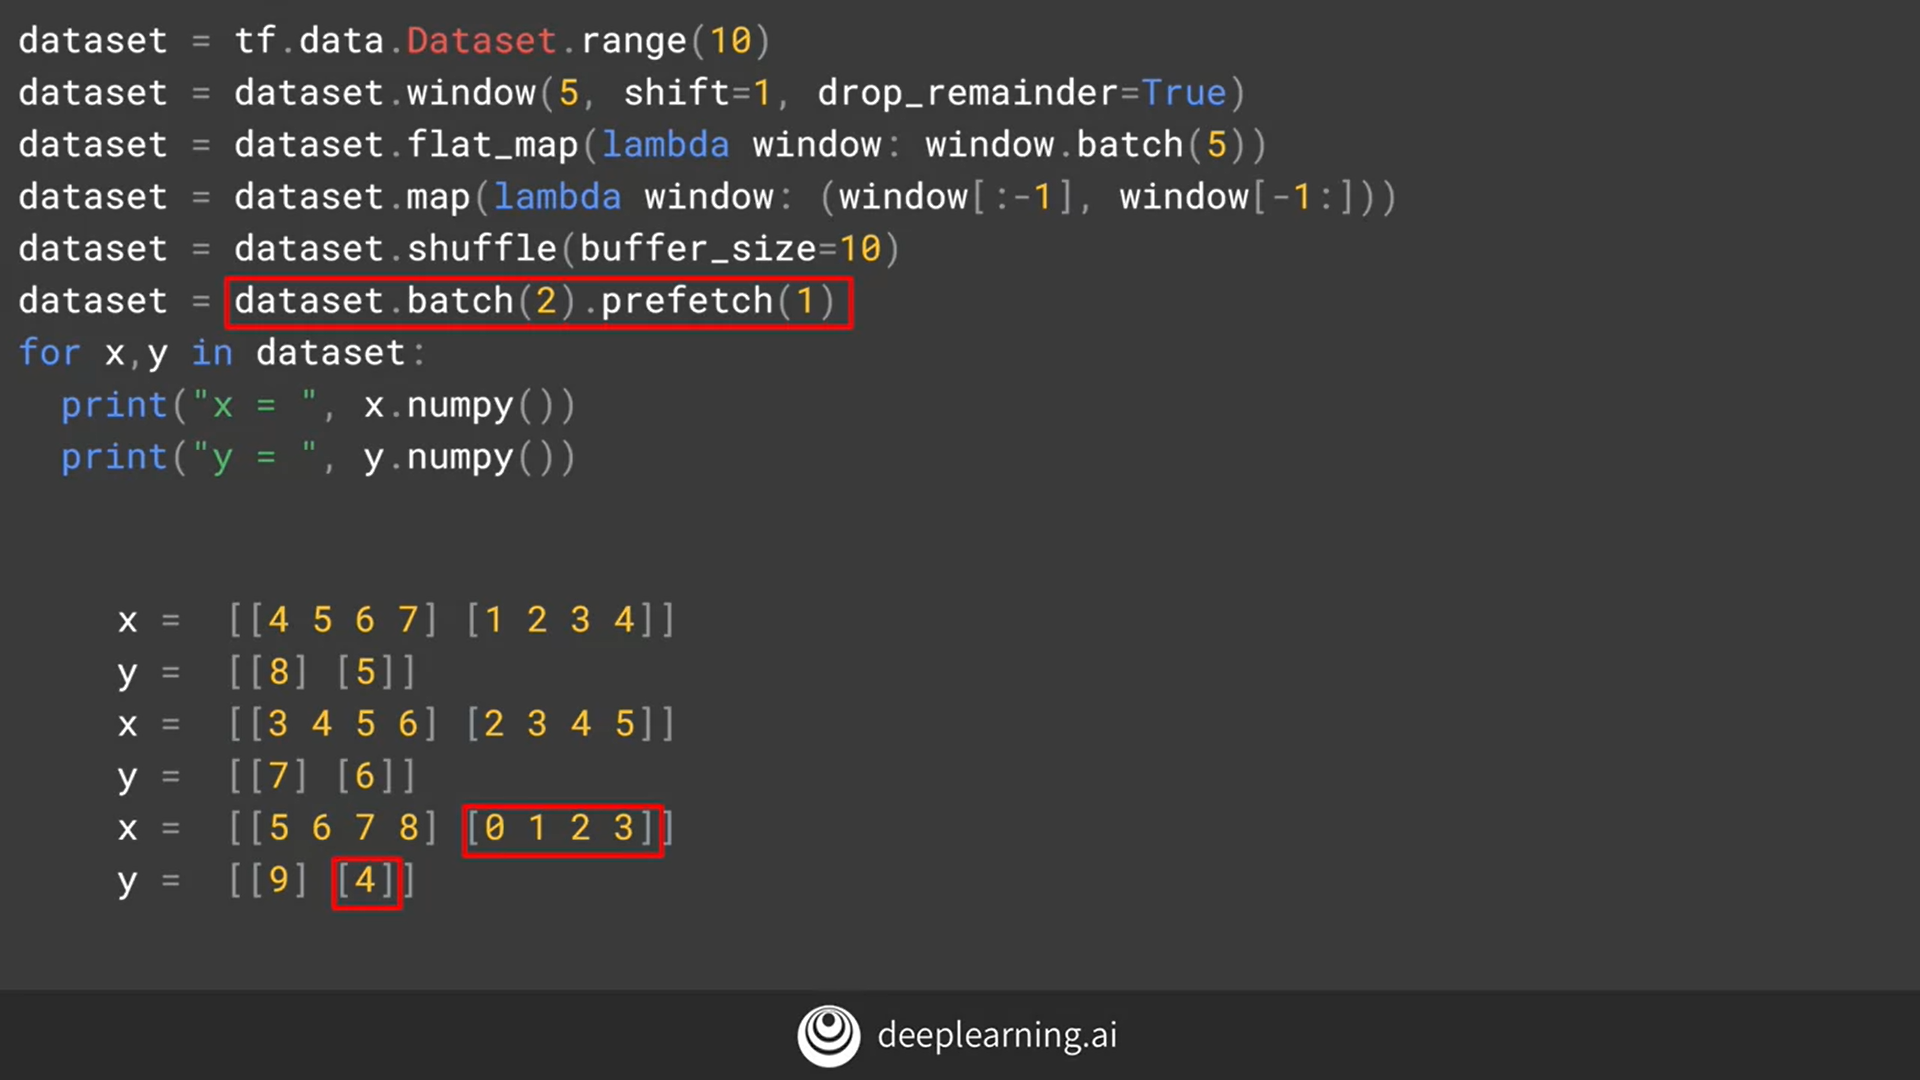 dataset = tf.data.Dataset.range(10)
dataset = dataset.window(5, shift=1, drop_remainder=True)
dataset = dataset.flat_map(lambda window: window.batch(5))
dataset = dataset.map(lambda window: (window[:-1], window[-1:]))
dataset = dataset.shuffle(buffer_size=10)
dataset = dataset.batch(2).prefetch(1)
for x,y in dataset:
  print("x = ", x.numpy())
  print("y = ", y.numpy())
x = [[4 5 6 7] [1 2 3 4]]
y = [[8] [5]]
x = [[3 4 5 6] [2 3 4 5]]
y = [[7] [6]]
x = [[5 6 7 8] [0 1 2 3]]
y = [[9] [4]]
deeplearning.ai